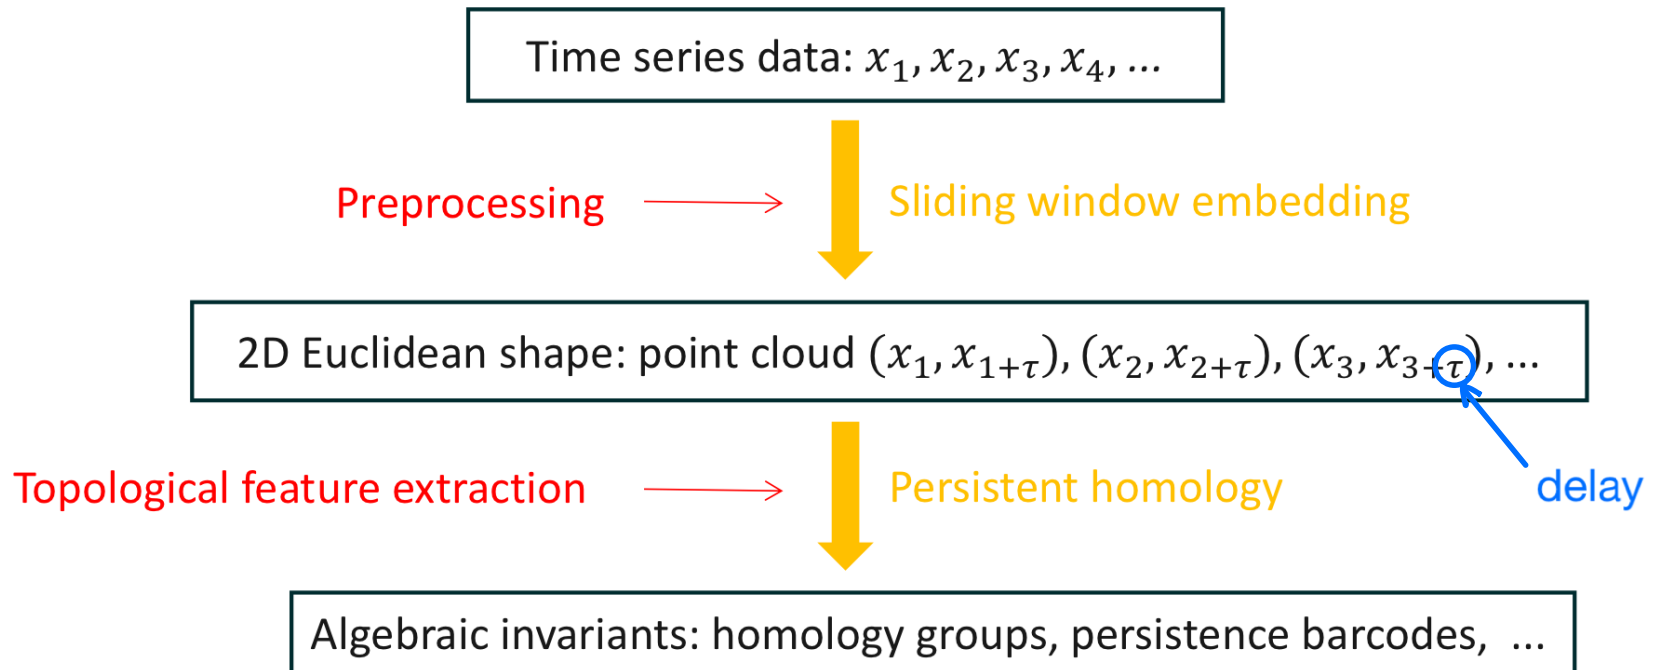 Time series data: x₁, x₂, x₃, x₄, ...
Preprocessing
Sliding window embedding
2D Euclidean shape: point cloud (x₁, x₁₊τ), (x₂, x₂₊τ), (x₃, x₃₊τ), ...
Topological feature extraction
Persistent homology
delay
Algebraic invariants: homology groups, persistence barcodes, ...